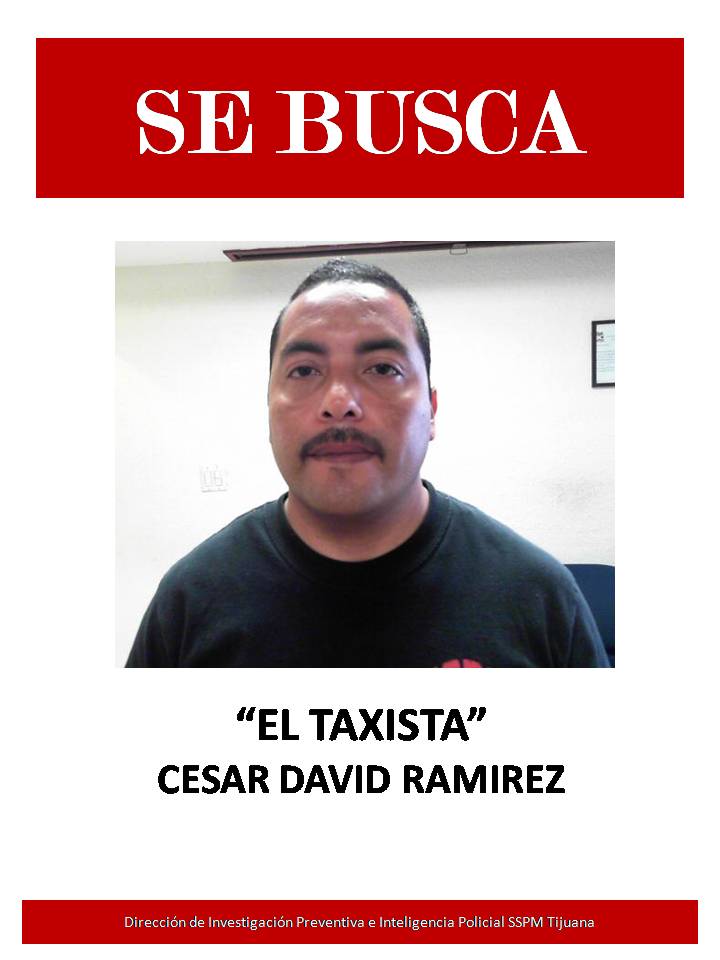 SE BUSCA
“EL TAXISTA”
CESAR DAVID RAMIREZ
Dirección de Investigación Preventiva e Inteligencia Policial SSPM Tijuana